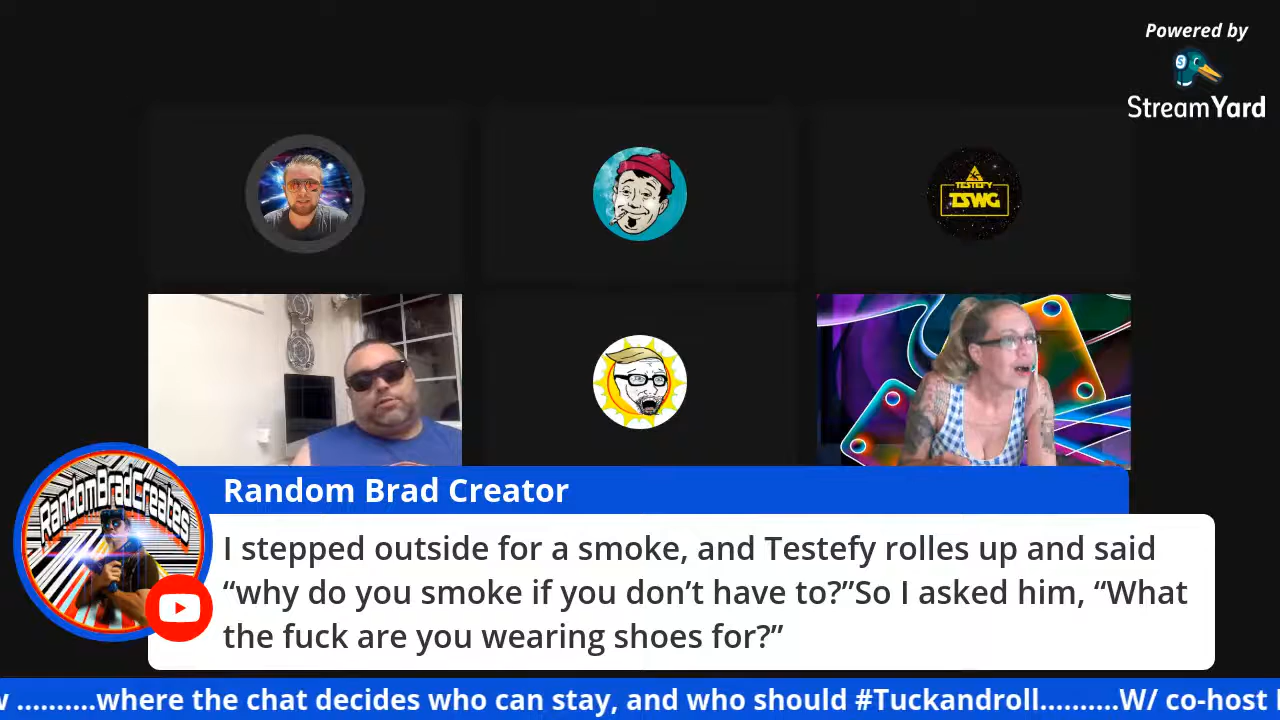 Powered by
StreamYard
TESTEFY
TSWG
Random Brad Creator
RandomBradCreates
I stepped outside for a smoke, and Testefy rolles up and said
“why do you smoke if you don’t have to?”So I asked him, “What
the fuck are you wearing shoes for?”
..........where the chat decides who can stay, and who should #Tuckandroll..........W/ co-host